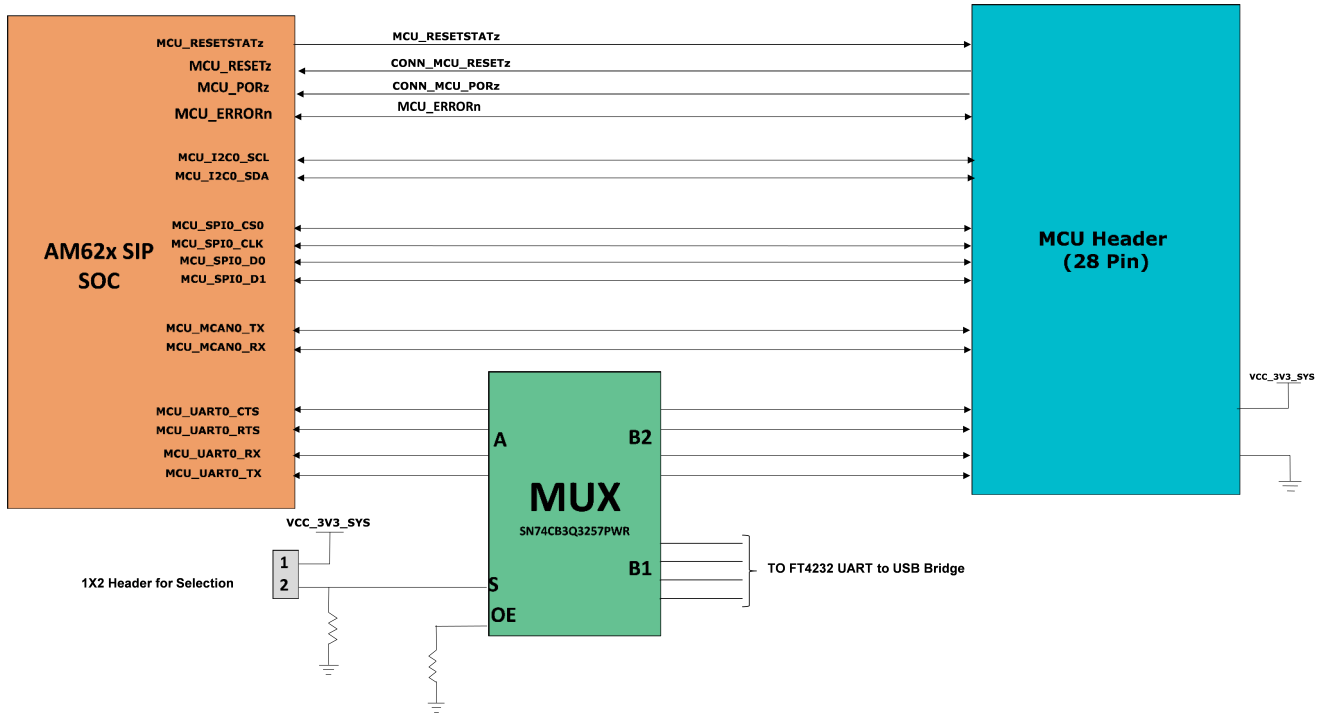 MCU_RESETSTATz
MCU_RESETz
MCU_PORz
MCU_ERRORn
MCU_I2C0_SCL
MCU_I2C0_SDA
MCU_SPI0_CS0
MCU_SPI0_CLK
MCU_SPI0_D0
MCU_SPI0_D1
AM62x SIP
SOC
MCU_MCAN0_TX
MCU_MCAN0_RX
MCU_UART0_CTS
MCU_UART0_RTS
MCU_UART0_RX
MCU_UART0_TX
MCU_RESETSTATz
CONN_MCU_RESETz
CONN_MCU_PORz
MCU_ERRORn
MCU Header
(28 Pin)
VCC_3V3_SYS
A
B2
MUX
SN74CB3Q3257PWR
B1
S
OE
TO FT4232 UART to USB Bridge
VCC_3V3_SYS
1
2
1X2 Header for Selection